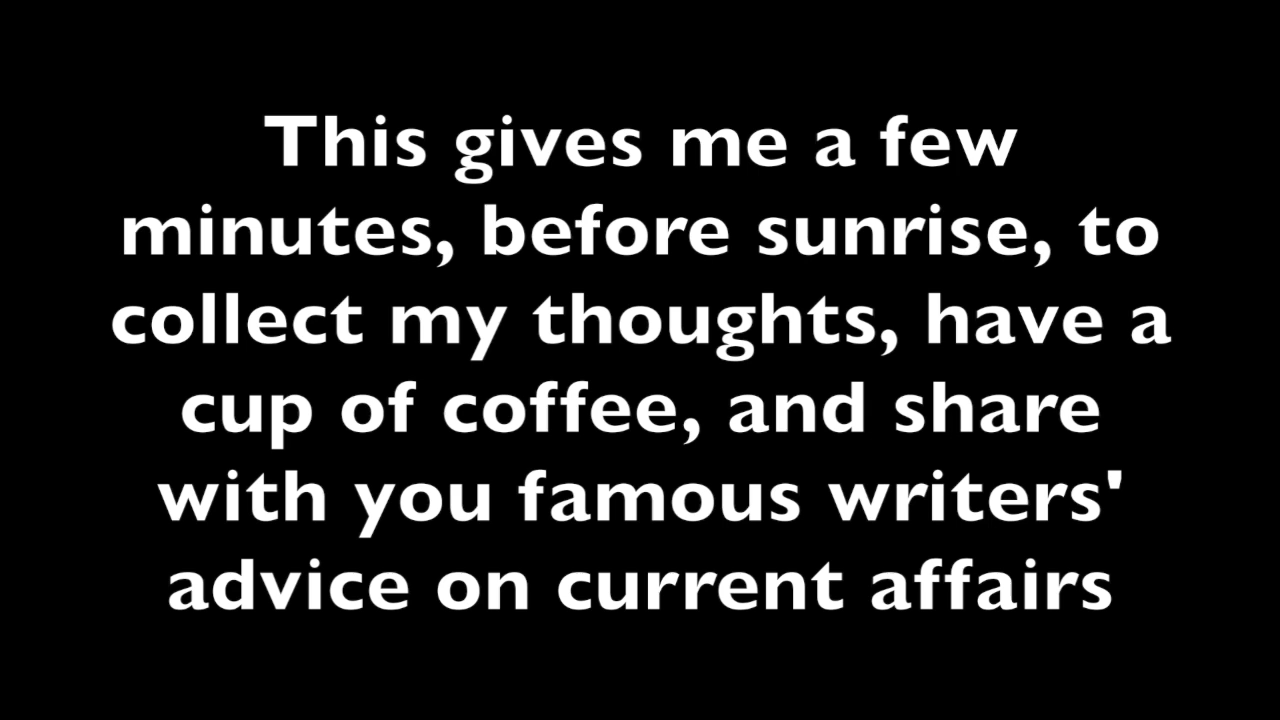 This gives me a few
minutes, before sunrise, to
collect my thoughts, have a
cup of coffee, and share
with you famous writers'
advice on current affairs